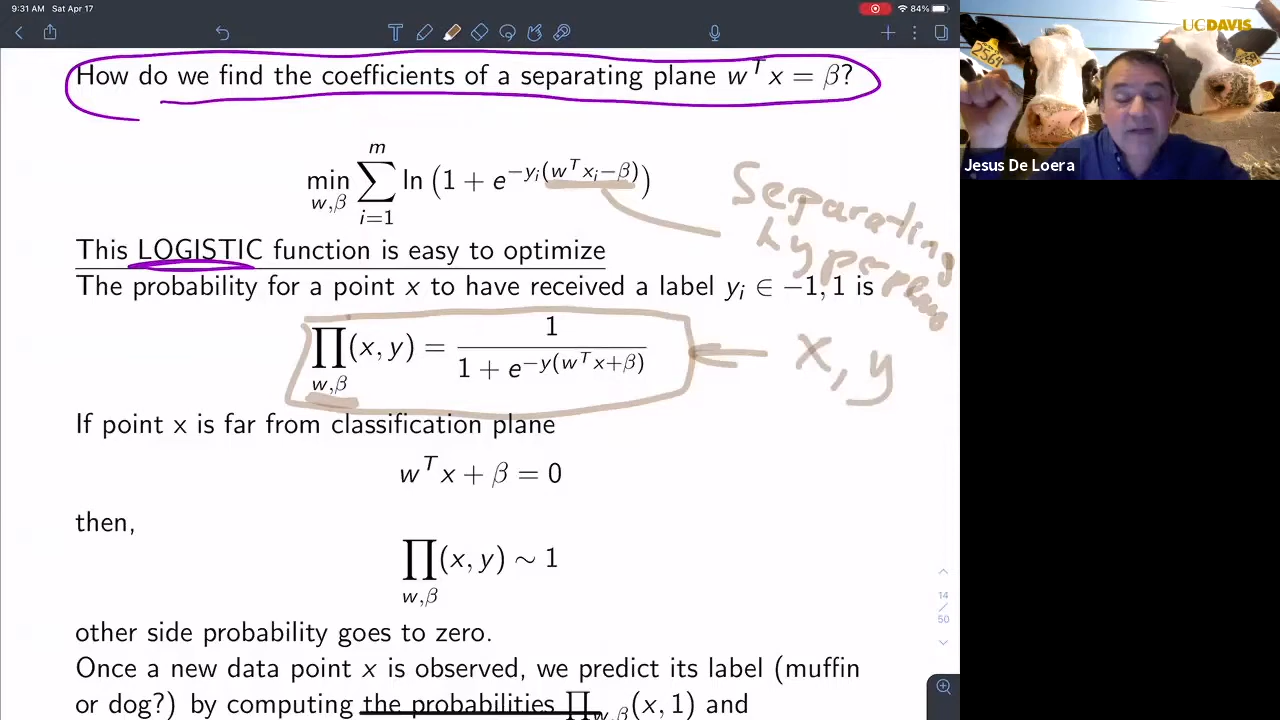 9:31 AM Sat Apr 17
84%
UCDAVIS
2564
Jesus De Loera
How do we find the coefficients of a separating plane w^T x = β?
min_{w,β} ∑_{i=1}^{m} ln (1 + e^{−y_i(w^T x_i−β)})
Separating
hyperplane
This LOGISTIC function is easy to optimize
The probability for a point x to have received a label y_i ∈ −1, 1 is
∏_{w,β}(x, y) = 1 / (1 + e^{−y(w^T x+β)})
x, y
If point x is far from classification plane
w^T x + β = 0
then,
∏_{w,β}(x, y) ∼ 1
14
/
50
other side probability goes to zero.
Once a new data point x is observed, we predict its label (muffin
or dog?) by computing the probabilities ∏_{w,β}(x, 1) and